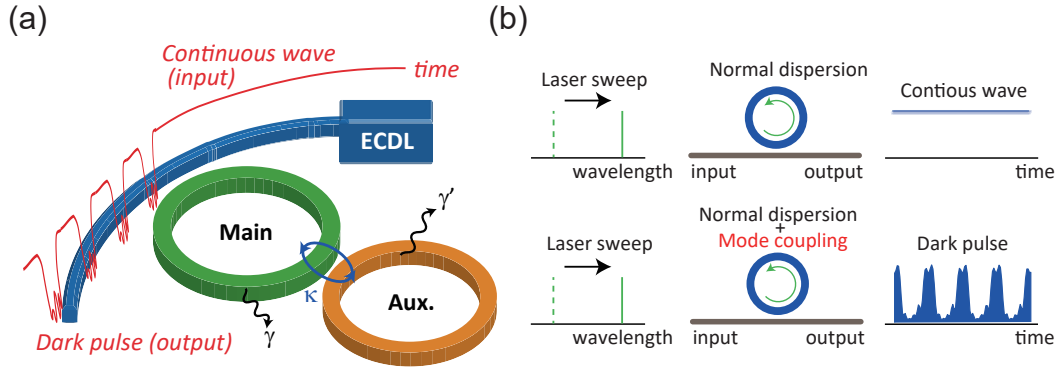 (a)
Continuous wave
(input)
time
ECDL
Main
γ'
κ
Aux.
γ
Dark pulse (output)
(b)
Laser sweep
wavelength
Normal dispersion
input
output
Contious wave
time
Laser sweep
wavelength
Normal dispersion
+
Mode coupling
input
output
Dark pulse
time